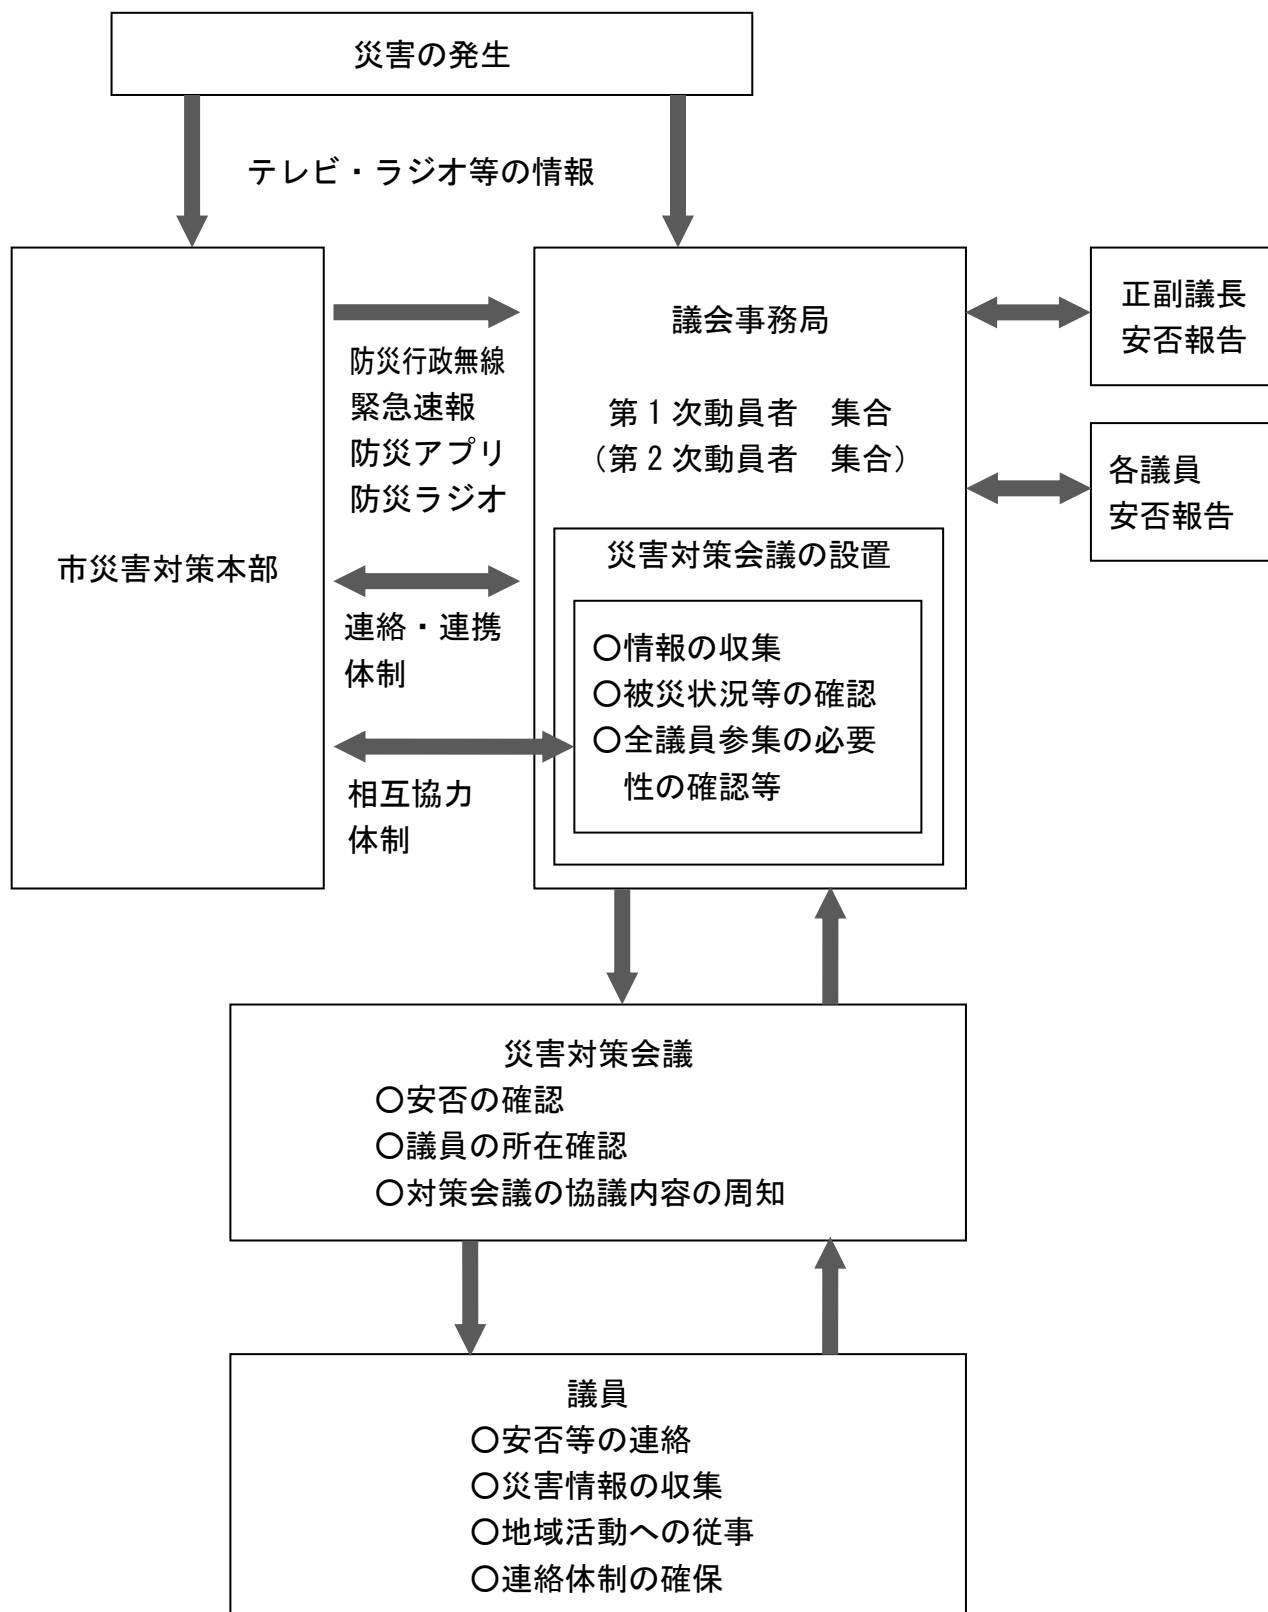 災害の発生
テレビ・ラジオ等の情報
市災害対策本部
防災行政無線
緊急速報
防災アプリ
防災ラジオ
連絡・連携
体制
相互協力
体制
議会事務局
第1次動員者　集合
（第2次動員者　集合）
災害対策会議の設置
〇情報の収集
〇被災状況等の確認
〇全議員参集の必要
性の確認等
正副議長
安否報告
各議員
安否報告
災害対策会議
〇安否の確認
〇議員の所在確認
〇対策会議の協議内容の周知
議員
〇安否等の連絡
〇災害情報の収集
〇地域活動への従事
〇連絡体制の確保